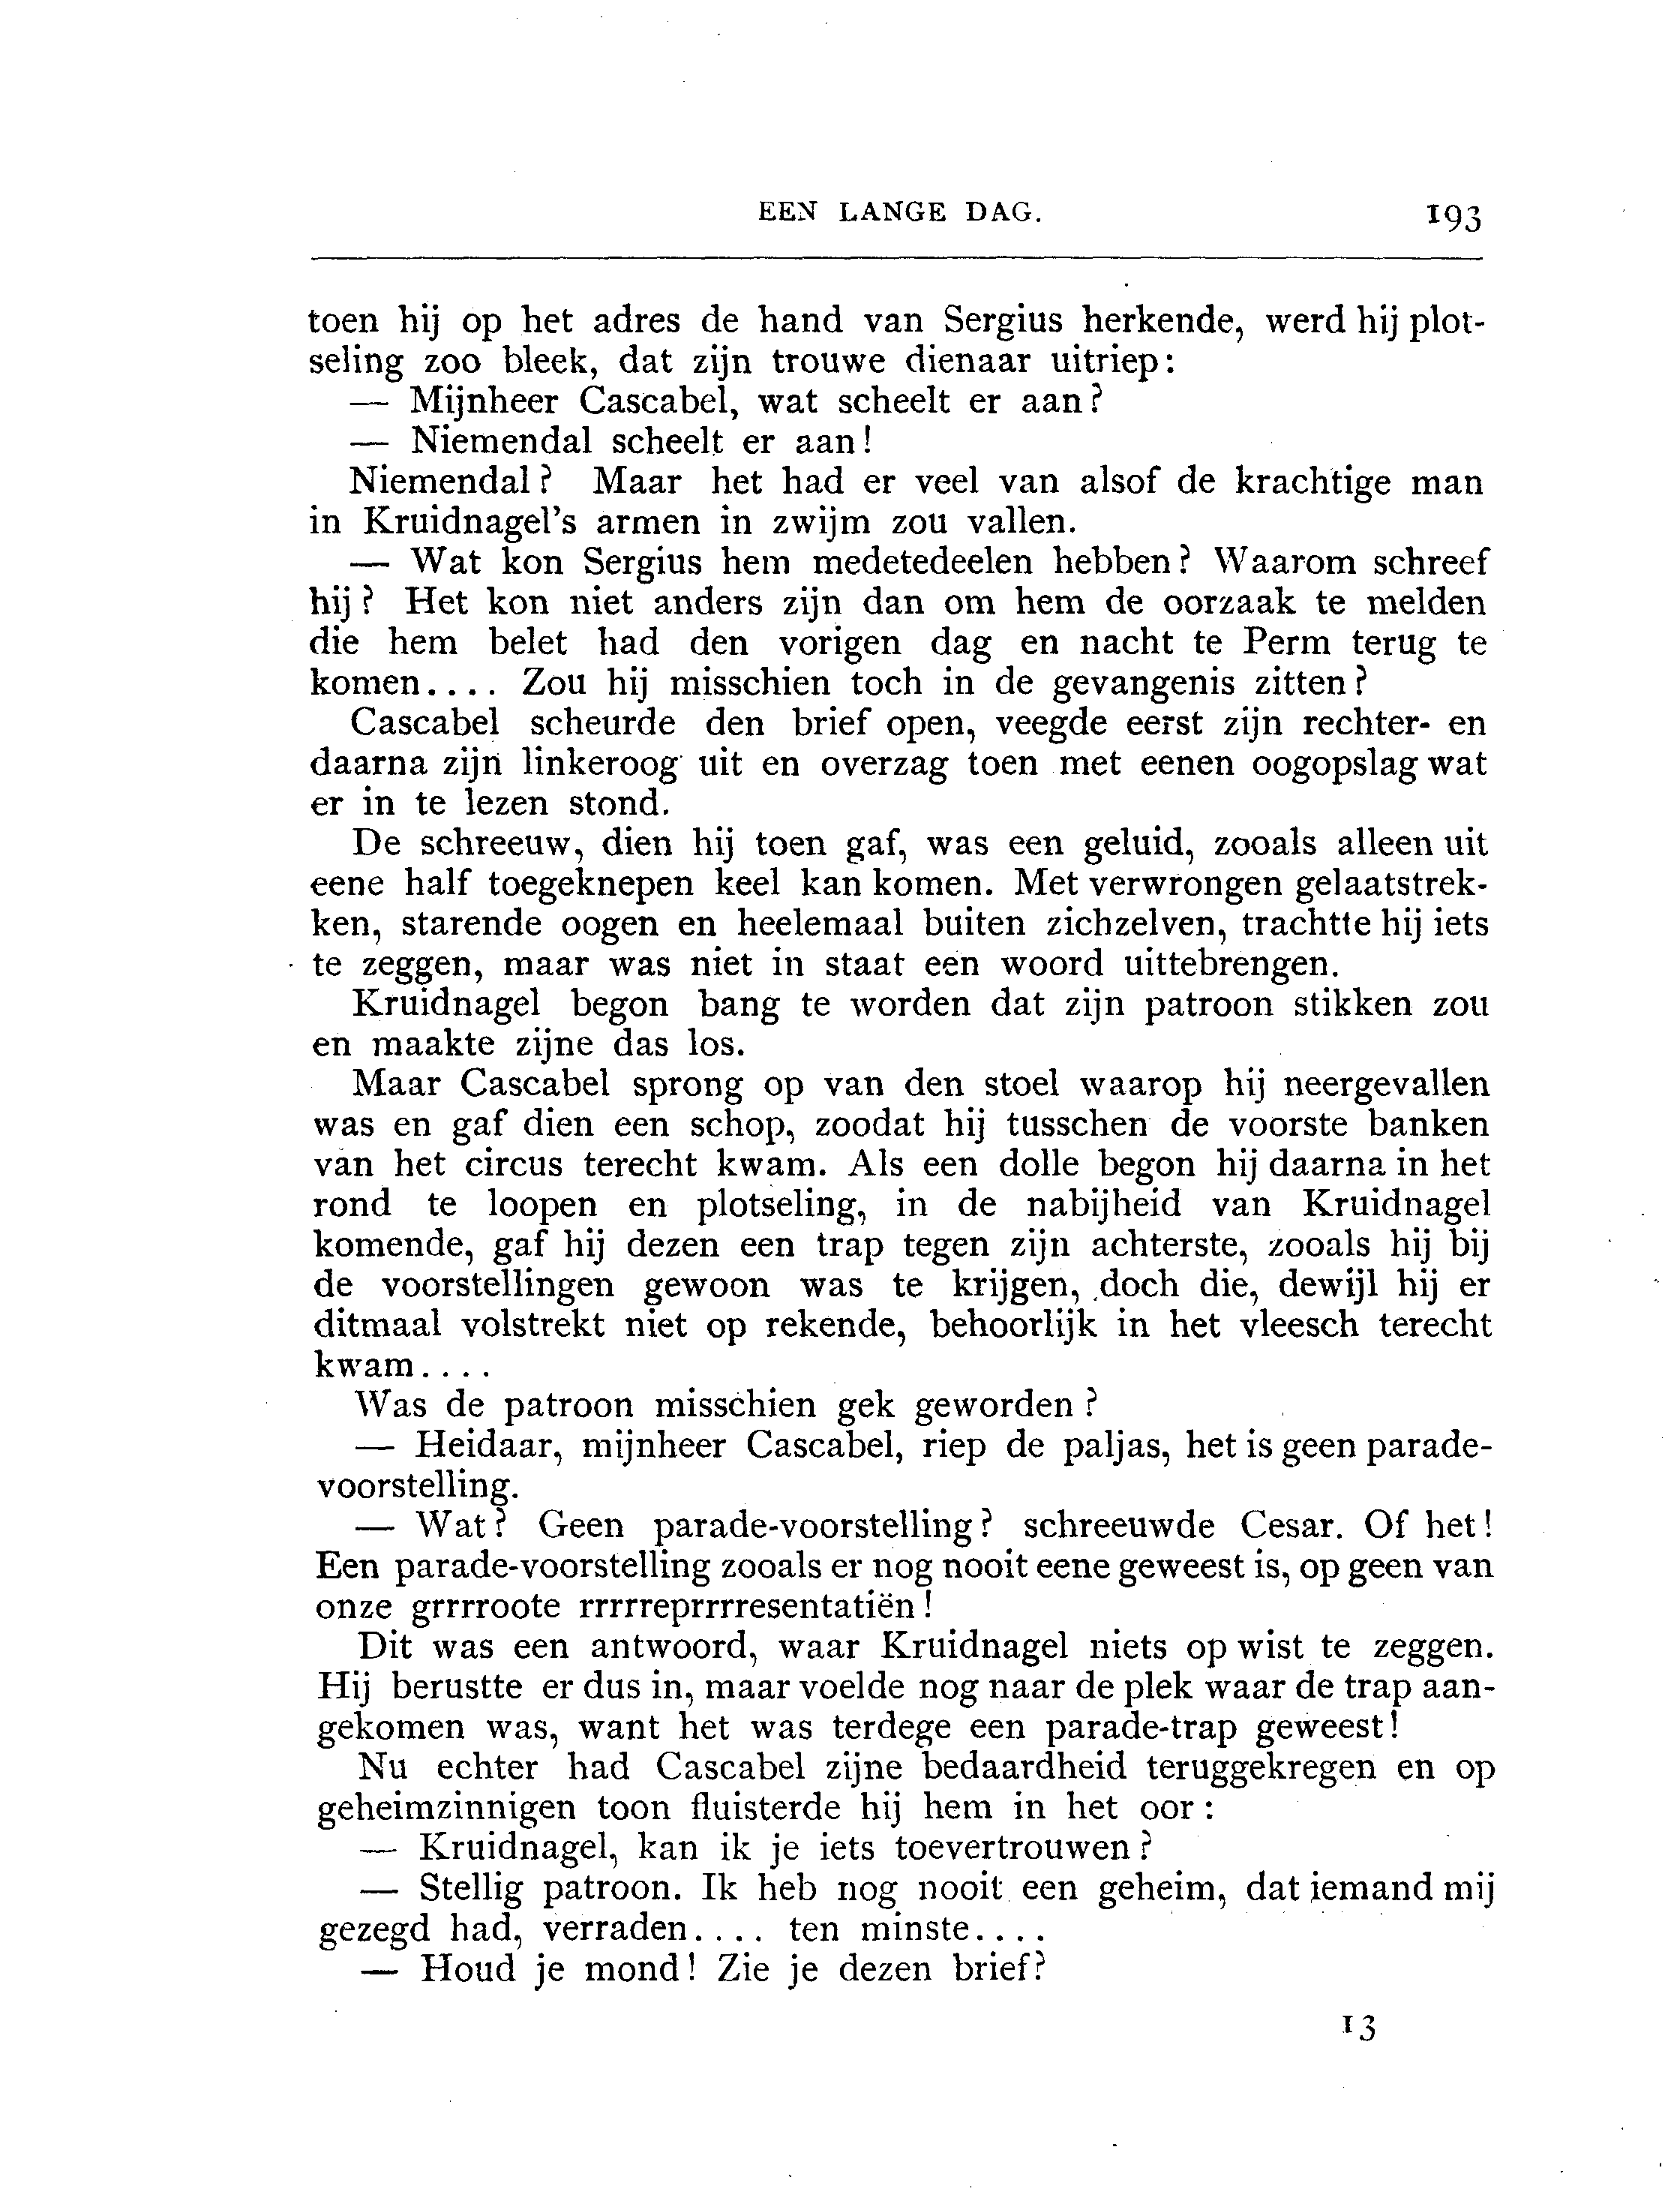 EEN LANGE DAG. 193
toen hij op het adres de hand van Sergius herkende, werd hij plot-
seling zoo bleek, dat zijn trouwe dienaar uitriep:
— Mijnheer Cascabel, wat scheelt er aan?
— Niemendal scheelt er aan!
Niemendal? Maar het had er veel van alsof de krachtige man
in Kruidnagel's armen in zwijm zou vallen.
— Wat kon Sergius hem medetedeelen hebben? Waarom schreef
hij? Het kon niet anders zijn dan om hem de oorzaak te melden
die hem belet had den vorigen dag en nacht te Perm terug te
komen.... Zou hij misschien toch in de gevangenis zitten?
Cascabel scheurde den brief open, veegde eerst zijn rechter- en
daarna zijn linkeroog uit en overzag toen met eenen oogopslag wat
er in te lezen stond.
De schreeuw, dien hij toen gaf, was een geluid, zooals alleen uit
eene half toegeknepen keel kan komen. Met verwrongen gelaatstrek-
ken, starende oogen en heelemaal buiten zichzelven, trachtte hij iets
te zeggen, maar was niet in staat een woord uittebrengen.
Kruidnagel begon bang te worden dat zijn patroon stikken zou
en maakte zijne das los.
Maar Cascabel sprong op van den stoel waarop hij neergevallen
was en gaf dien een schop, zoodat hij tusschen de voorste banken
van het circus terecht kwam. Als een dolle begon hij daarna in het
rond te loopen en plotseling, in de nabijheid van Kruidnagel
komende, gaf hij dezen een trap tegen zijn achterste, zooals hij bij
de voorstellingen gewoon was te krijgen, doch die, dewijl hij er
ditmaal volstrekt niet op rekende, behoorlijk in het vleesch terecht
kwam....
Was de patroon misschien gek geworden?
— Heidaar, mijnheer Cascabel, riep de paljas, het is geen parade-
voorstelling.
— Wat? Geen parade-voorstelling? schreeuwde Cesar. Of het!
Een parade-voorstelling zooals er nog nooit eene geweest is, op geen van
onze grrrroote rrrrreprrrresentatiën!
Dit was een antwoord, waar Kruidnagel niets op wist te zeggen.
Hij berustte er dus in, maar voelde nog naar de plek waar de trap aan-
gekomen was, want het was terdege een parade-trap geweest!
Nu echter had Cascabel zijne bedaardheid teruggekregen en op
geheimzinnigen toon fluisterde hij hem in het oor:
— Kruidnagel, kan ik je iets toevertrouwen?
— Stellig patroon. Ik heb nog nooit een geheim, dat iemand mij
gezegd had, verraden.... ten minste....
— Houd je mond! Zie je dezen brief?
13